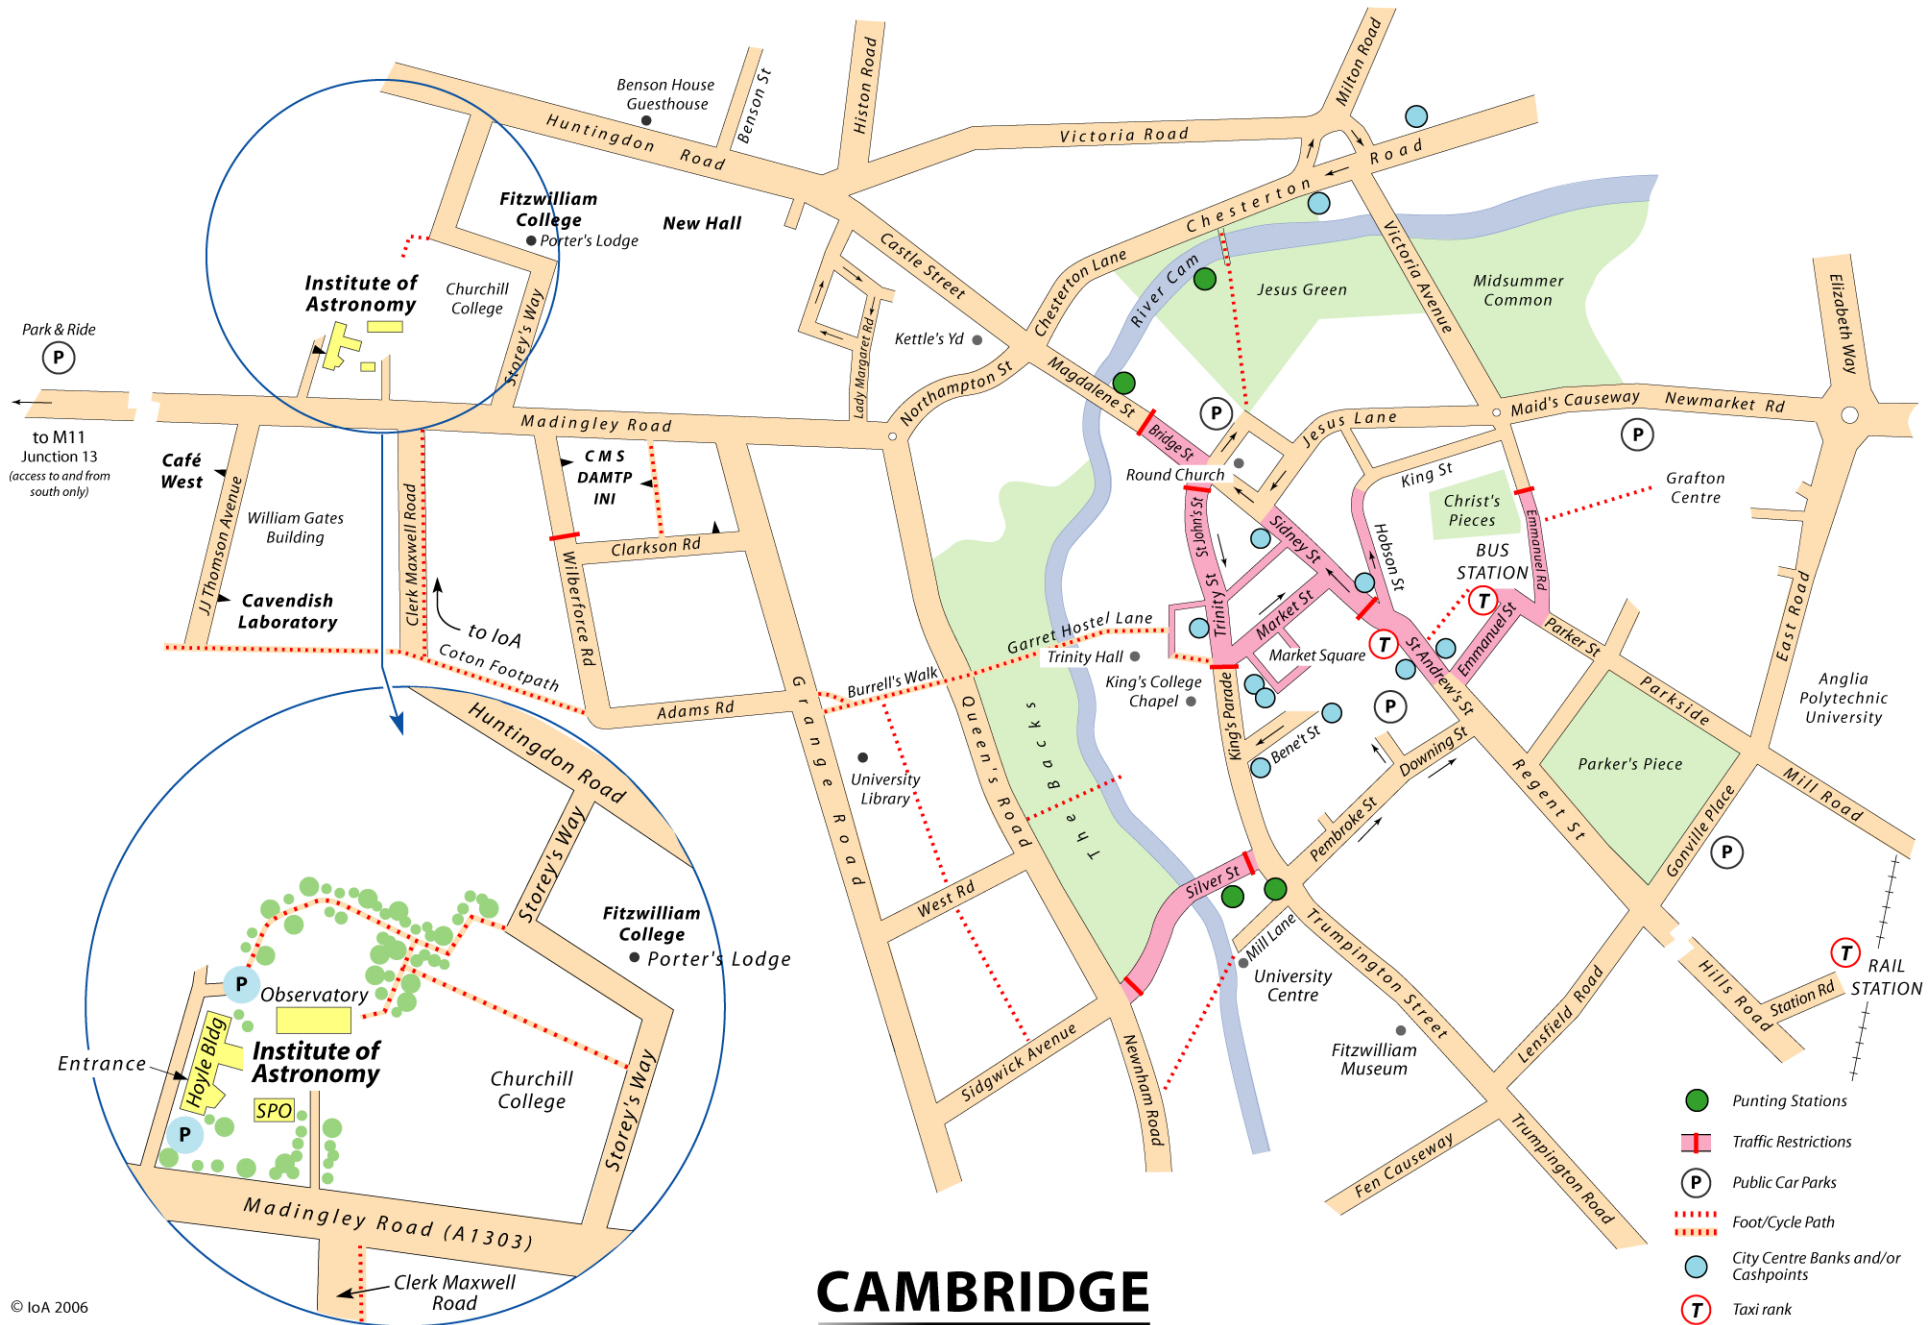 Benson House
Guesthouse
Benson St
Histon Road
Milton Road
Huntingdon Road
Victoria Road
Chesterton Road
Fitzwilliam
College
Porter's Lodge
New Hall
Castle Street
Chesterton Lane
River Cam
Jesus Green
Victoria Avenue
Midsummer
Common
Elizabeth Way
Institute of
Astronomy
Churchill
College
Storey's Way
Park & Ride
P
Kettle's Yd
Lady Margaret Rd
Northampton St
Magdalene St
Bridge St
P
Jesus Lane
Maid's Causeway
Newmarket Rd
P
to M11
Junction 13
(access to and from
south only)
Madingley Road
Café
West
JJ Thomson Avenue
William Gates
Building
Clerk Maxwell Road
Cavendish
Laboratory
to IoA
Coton Footpath
C M S
DAMTP
INI
Clarkson Rd
Wilberforce Rd
Adams Rd
Grange Road
Round Church
King St
Christ's
Pieces
Grafton
Centre
St John's St
Sidney St
Hobson St
Emmanuel Rd
BUS
STATION
T
Trinity St
Market St
Market Square
T
St Andrew's St
Emmanuel St
Parker St
East Road
Garret Hostel Lane
Burrell's Walk
Trinity Hall
King's College
Chapel
King's Parade
Bene't St
P
Downing St
Parkside
Anglia
Polytechnic
University
University
Library
Queen's Road
The Backs
Pembroke St
Regent St
Parker's Piece
Mill Road
Gonville Place
P
West Rd
Silver St
Mill Lane
University
Centre
Trumpington Street
Sidgwick Avenue
Newnham Road
Fitzwilliam
Museum
Lensfield Road
Hills Road
Station Rd
T
RAIL
STATION
Fen Causeway
Trumpington Road
Huntingdon Road
Storey's Way
Fitzwilliam
College
Porter's Lodge
P
Observatory
Hoyle Bldg
Institute of
Astronomy
Entrance
SPO
P
Churchill
College
Storey's Way
Madingley Road (A1303)
Clerk Maxwell
Road
Punting Stations
Traffic Restrictions
P
Public Car Parks
Foot/Cycle Path
City Centre Banks and/or
Cashpoints
T
Taxi rank
© IoA 2006
CAMBRIDGE